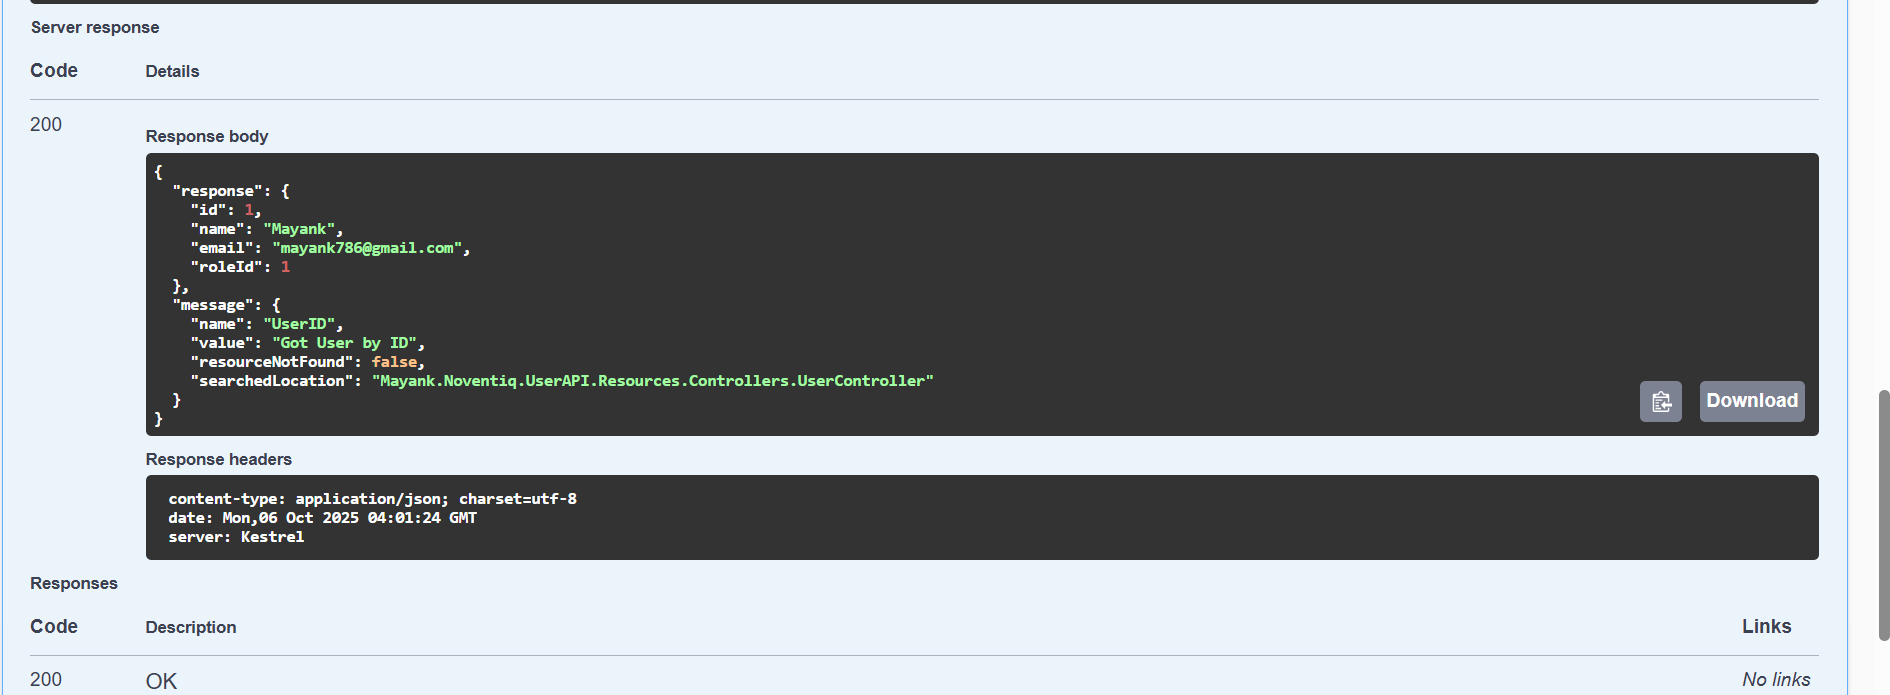 Server response
Code Details
200
Response body
{
  "response": {
    "id": 1,
    "name": "Mayank",
    "email": "mayank786@gmail.com",
    "roleId": 1
  },
  "message": {
    "name": "UserID",
    "value": "Got User by ID",
    "resourceNotFound": false,
    "searchedLocation": "Mayank.Noventiq.UserAPI.Resources.Controllers.UserController"
  }
}
Download
Response headers
content-type: application/json; charset=utf-8
date: Mon,06 Oct 2025 04:01:24 GMT
server: Kestrel
Responses
Code Description Links
200 OK No links